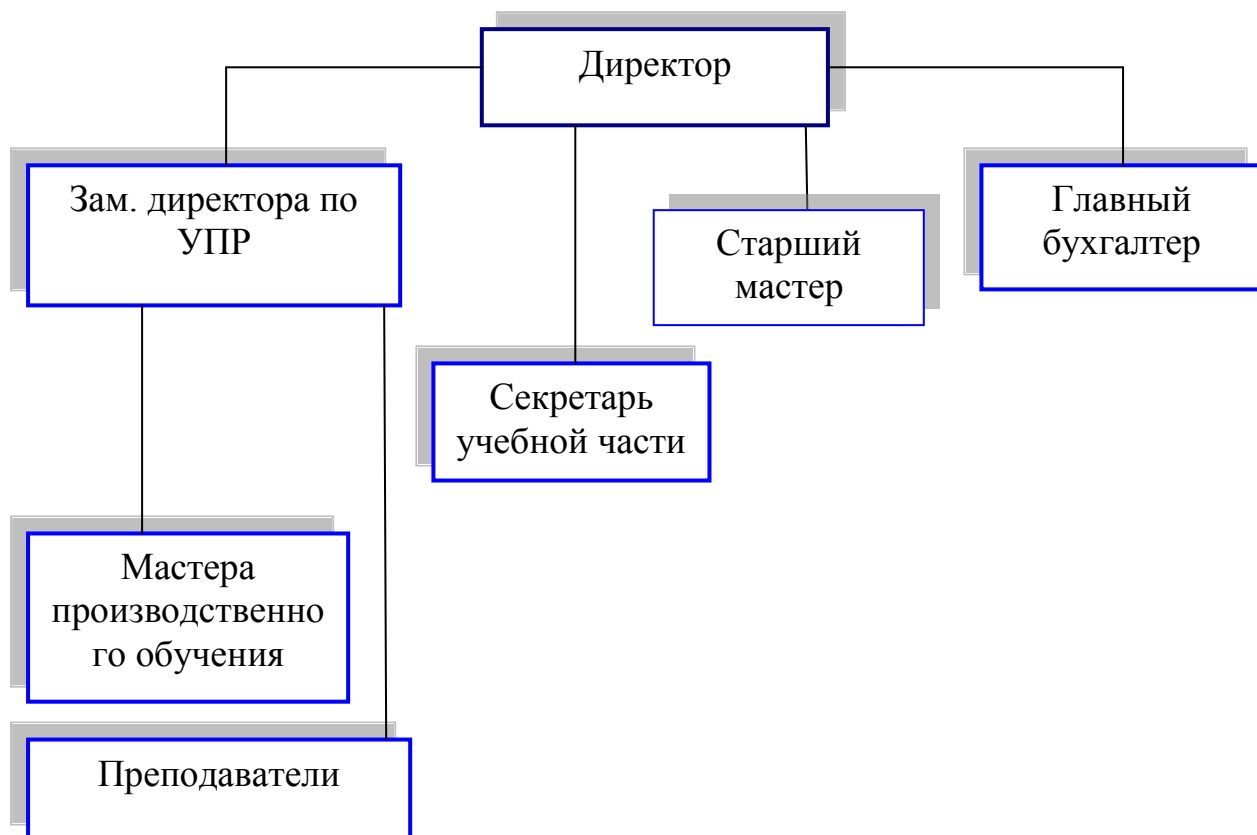 Директор
Зам. директора по
УПР
Старший
мастер
Главный
бухгалтер
Секретарь
учебной части
Мастера
производственно
го обучения
Преподаватели